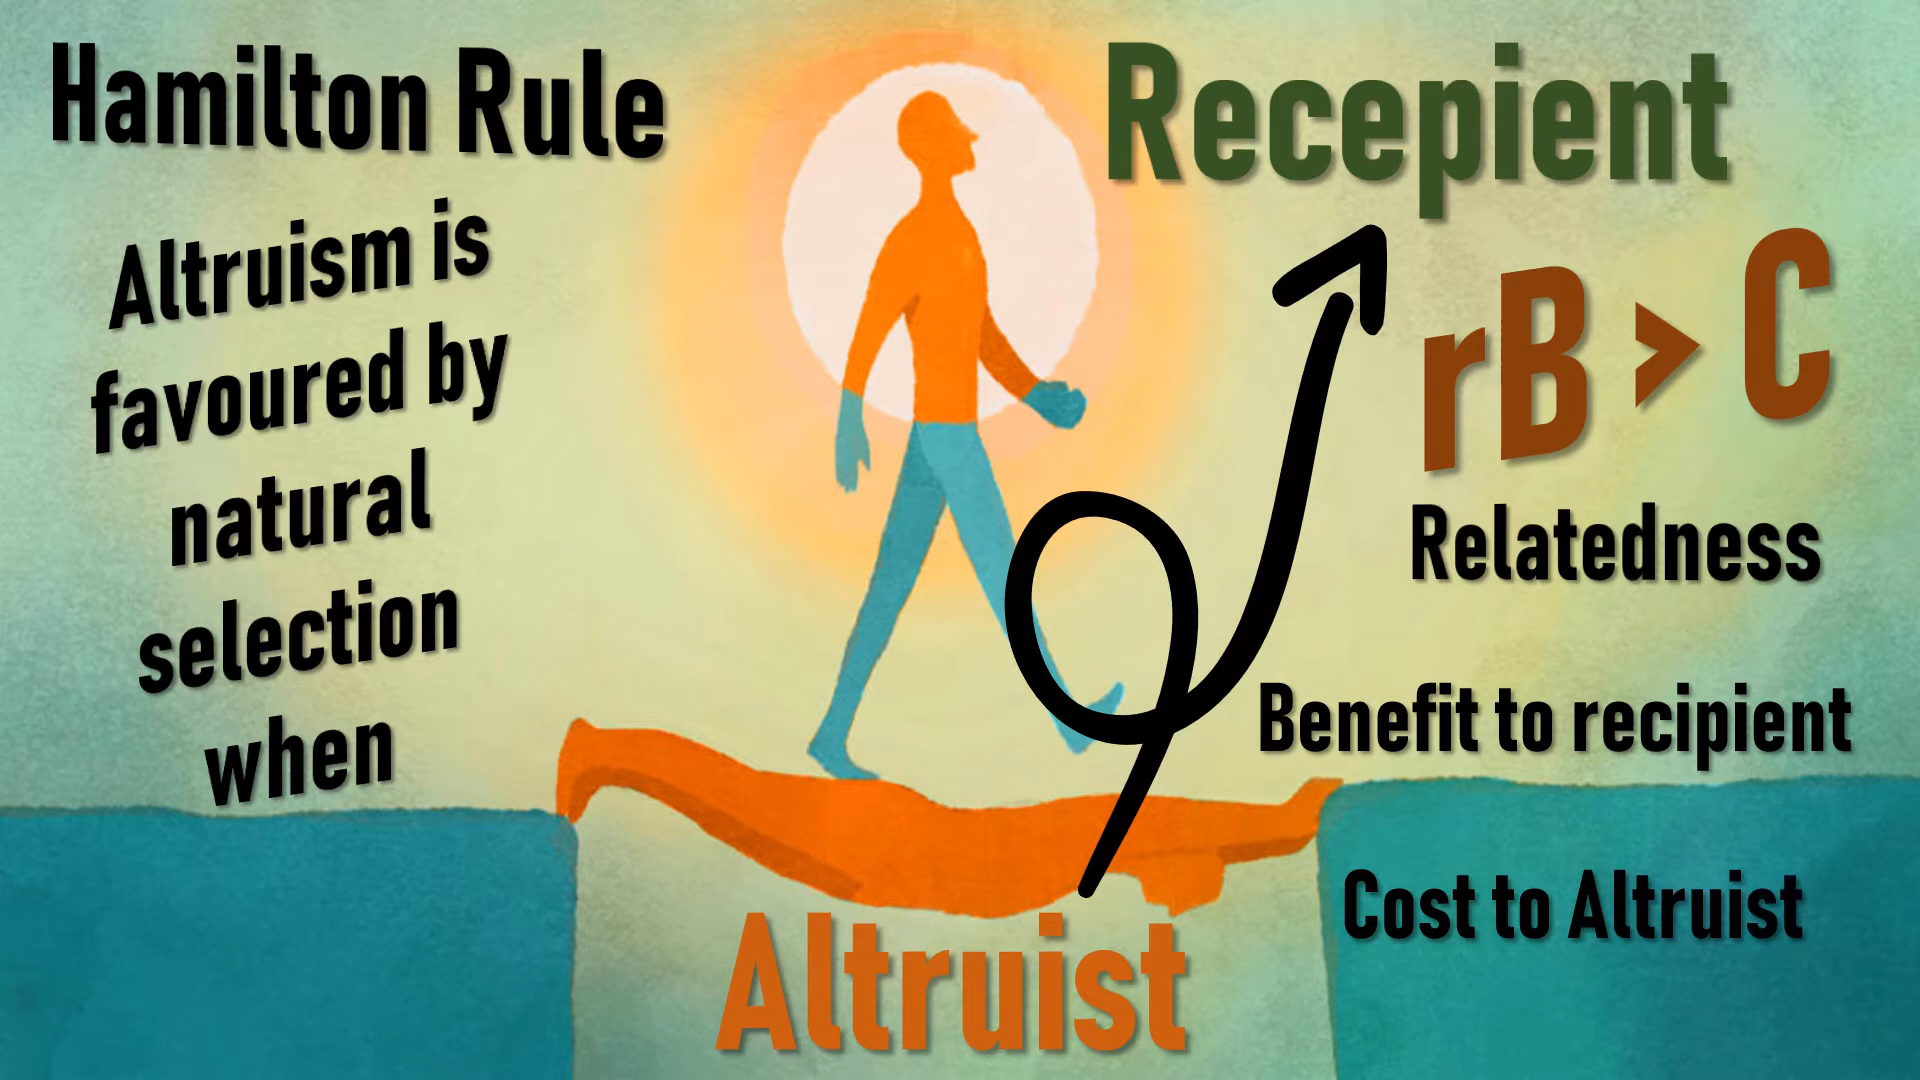 Hamilton Rule
Altruism is
favoured by
natural
selection
when
Recepient
rB > C
Relatedness
Benefit to recipient
Cost to Altruist
Altruist